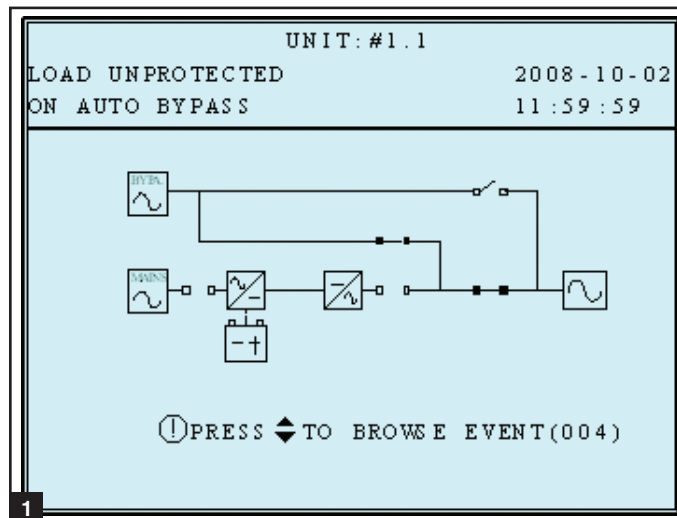 UNIT:#1.1
LOAD UNPROTECTED 2008-10-02
ON AUTO BYPASS 11:59:59
BYPA.
MAINS
PRESS TO BROWSE EVENT(004)
1